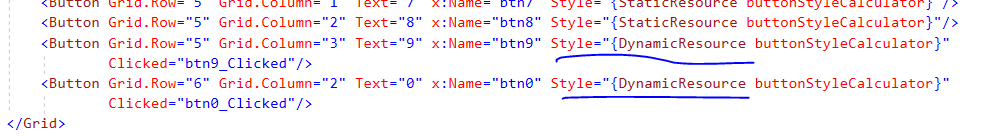 <Button Grid.Row="5" Grid.Column="1" Text="7" x:Name="btn7" Style="{StaticResource buttonStyleCalculator}"/>
<Button Grid.Row="5" Grid.Column="2" Text="8" x:Name="btn8" Style="{StaticResource buttonStyleCalculator}"/>
<Button Grid.Row="5" Grid.Column="3" Text="9" x:Name="btn9" Style="{DynamicResource buttonStyleCalculator}"
Clicked="btn9_Clicked"/>
<Button Grid.Row="6" Grid.Column="2" Text="0" x:Name="btn0" Style="{DynamicResource buttonStyleCalculator}"
Clicked="btn0_Clicked"/>
</Grid>